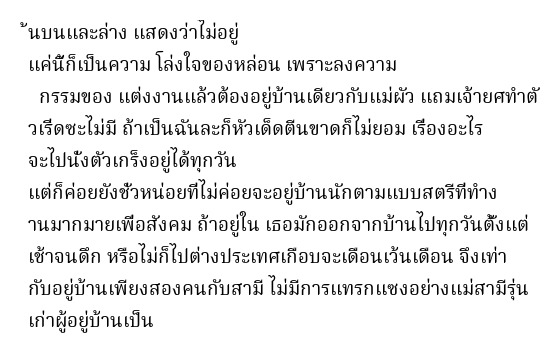 ้นบนและล่าง แสดงว่าไม่อยู่
แค่นี้ก็เป็นความ โล่งใจของหล่อน เพราะลงความ
กรรมของ แต่งงานแล้วต้องอยู่บ้านเดียวกับแม่ผัว แถมเจ้ายศทำตั
วเรี่ดซะไม่มี ถ้าเป็นฉันละก็หัวเด็ดตีนขาดก็ไม่ยอม เรื่องอะไร
จะไปนั่งตัวเกร็งอยู่ได้ทุกวัน
แต่ก็ค่อยยังชั่วหน่อยที่ไม่ค่อยจะอยู่บ้านนักตามแบบสตรีที่ทำง
านมากมายเพื่อสังคม ถ้าอยู่ใน เธอมักออกจากบ้านไปทุกวันตั้งแต่
เช้าจนดึก หรือไม่ก็ไปต่างประเทศเกือบจะเดือนเว้นเดือน จึงเท่า
กับอยู่บ้านเพียงสองคนกับสามี ไม่มีการแทรกแซงอย่างแม่สามีรุ่น
เก่าผู้อยู่บ้านเป็น